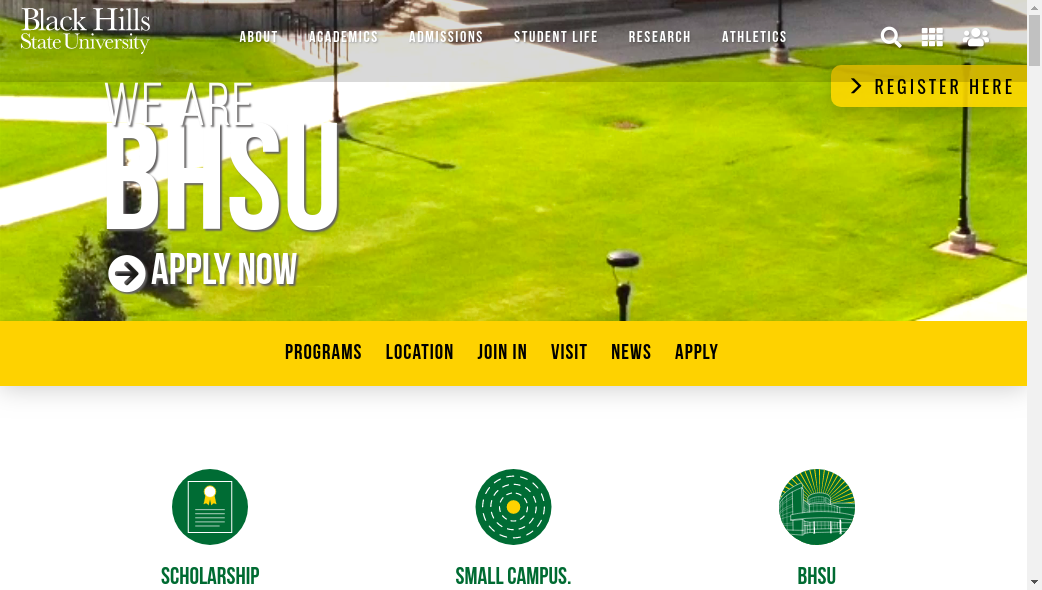 Black Hills
State University
ABOUT ACADEMICS ADMISSIONS STUDENT LIFE RESEARCH ATHLETICS
REGISTER HERE
WE ARE
BHSU
APPLY NOW
PROGRAMS LOCATION JOIN IN VISIT NEWS APPLY
SCHOLARSHIP SMALL CAMPUS. BHSU